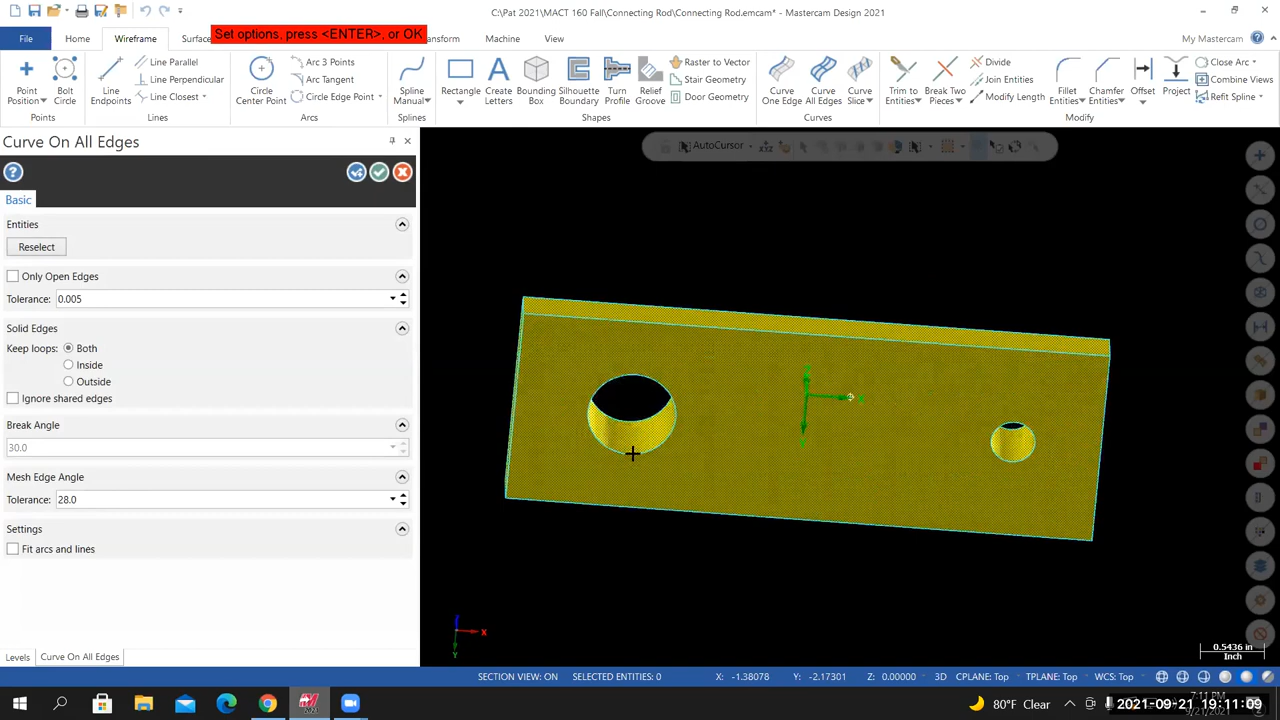 C:\Pat 2021\MACT 160 Fall\Connecting Rod\Connecting Rod.emcam* - Mastercam Design 2021
File Home Wireframe Surfac Set options, press <ENTER>, or OK ansform Machine View My Mastercam
Point Position
Bolt Circle
Points
Line Endpoints
Line Parallel
Line Perpendicular
Line Closest
Lines
Circle Center Point
Arc 3 Points
Arc Tangent
Circle Edge Point
Arcs
Spline Manual
Splines
Rectangle
Create Letters
Bounding Box
Silhouette Boundary
Turn Profile
Relief Groove
Raster to Vector
Stair Geometry
Door Geometry
Shapes
Curve One Edge
Curve All Edges
Curve Slice
Curves
Trim to Entities
Break Two Pieces
Divide
Join Entities
Modify Length
Fillet Entities
Chamfer Entities
Offset
Project
Close Arc
Combine Views
Refit Spline
Modify
Curve On All Edges
Basic
Entities
Reselect
Only Open Edges
Tolerance: 0.005
Solid Edges
Keep loops: Both
Inside
Outside
Ignore shared edges
Break Angle
30.0
Mesh Edge Angle
Tolerance: 28.0
Settings
Fit arcs and lines
AutoCursor
X
Y
0.5436 in
Inch
Levels Curve On All Edges
SECTION VIEW: ON SELECTED ENTITIES: 0 X: -1.38078 Y: -2.17301 Z: 0.00000 3D CPLANE: Top TPLANE: Top WCS: Top
80°F Clear
7:11 PM
2021-09-21 19:11:09
9/21/2021